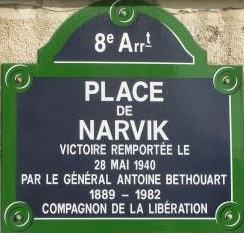 8e Arrt
PLACE
DE
NARVIK
VICTOIRE REMPORTÉE LE
28 MAI 1940
PAR LE GÉNÉRAL ANTOINE BETHOUART
1889 - 1982
COMPAGNON DE LA LIBÉRATION